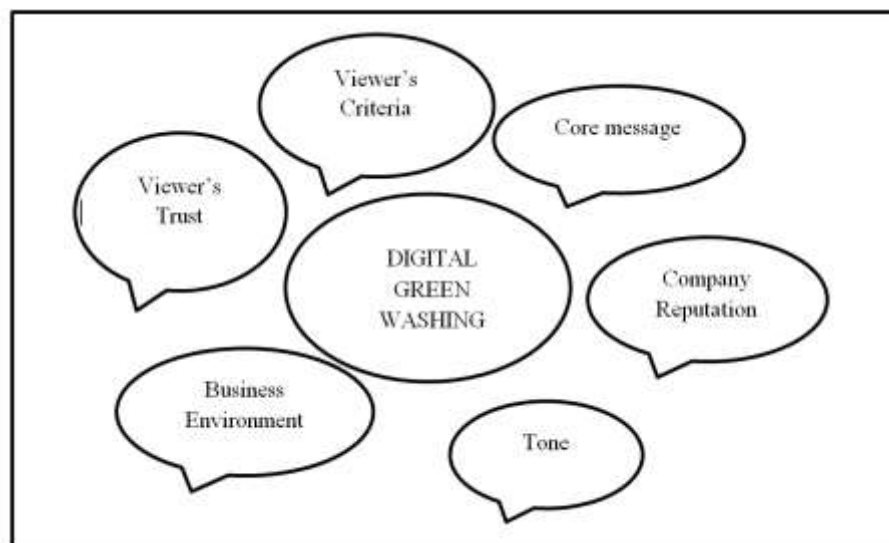 Viewer's
Criteria
Core message
Viewer's
Trust
DIGITAL
GREEN
WASHING
Company
Reputation
Business
Environment
Tone